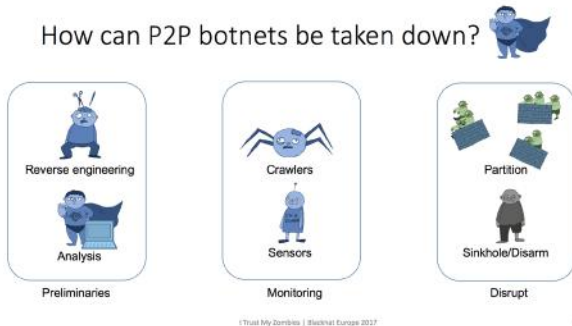 How can P2P botnets be taken down?
Reverse engineering
Analysis
Preliminaries
Crawlers
Sensors
Monitoring
Partition
Sinkhole/Disarm
Disrupt
I Trust My Zombies | Blackhat Europe 2017